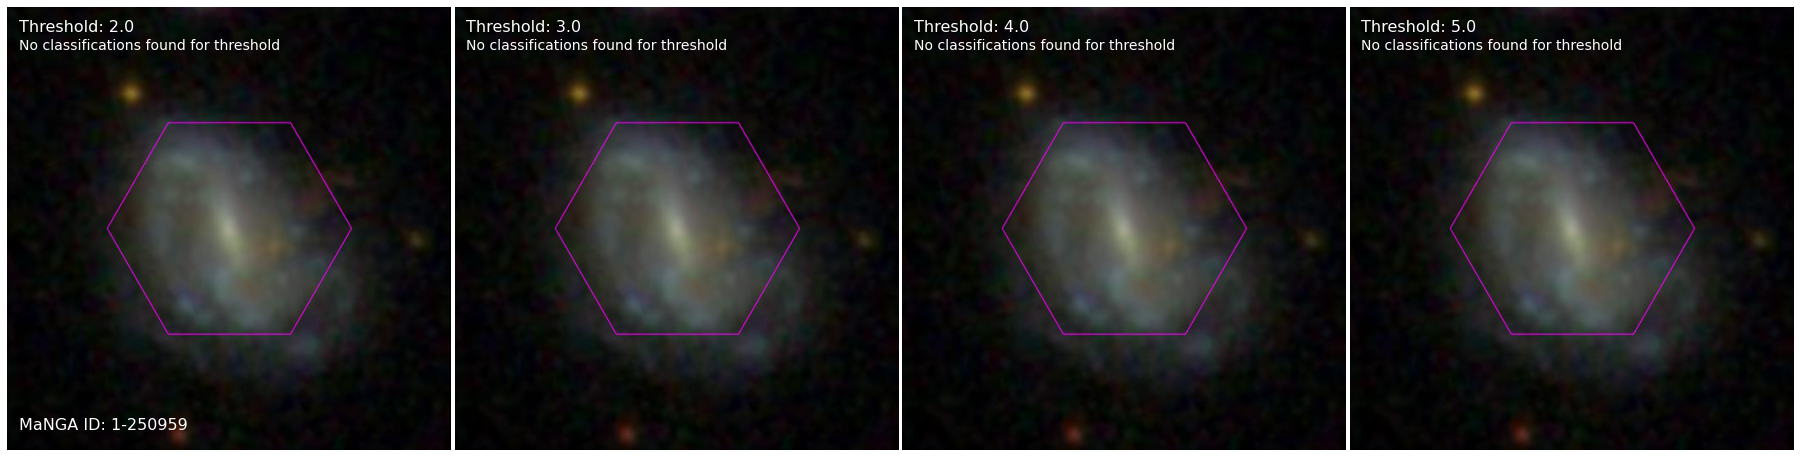 Threshold: 2.0
No classifications found for threshold
MaNGA ID: 1-250959
Threshold: 3.0
No classifications found for threshold
Threshold: 4.0
No classifications found for threshold
Threshold: 5.0
No classifications found for threshold